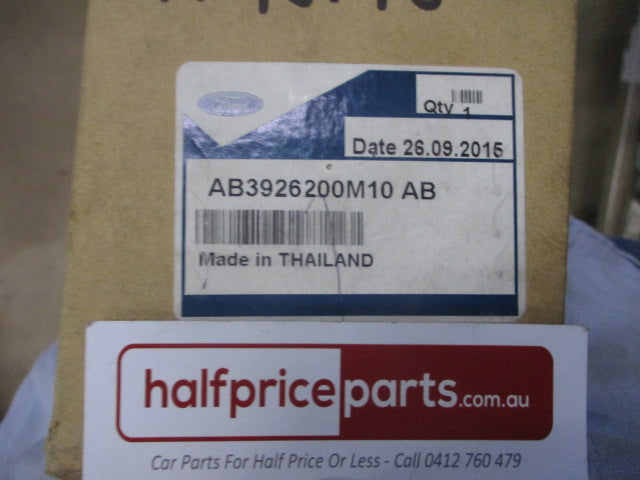 Ford
Qty 1
Date 26.09.2015
AB3926200M10 AB
Made in THAILAND
halfpriceparts.com.au
Car Parts For Half Price Or Less - Call 0412 760 479